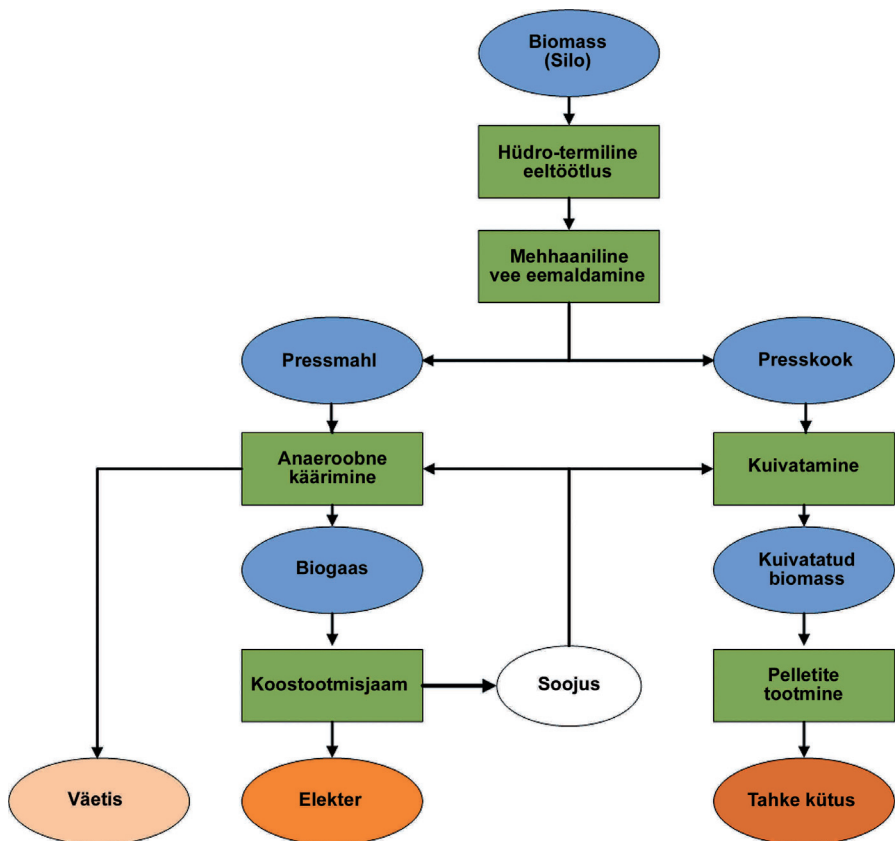 Biomass
(Silo)
Hüdro-termiline
eeltöötlus
Mehhaaniline
vee eemaldamine
Pressmahl
Presskook
Anaeroobne
käärimine
Kuivatamine
Biogaas
Kuivatatud
biomass
Koostootmisjaam
Soojus
Pelletite
tootmine
Väetis
Elekter
Tahke kütus